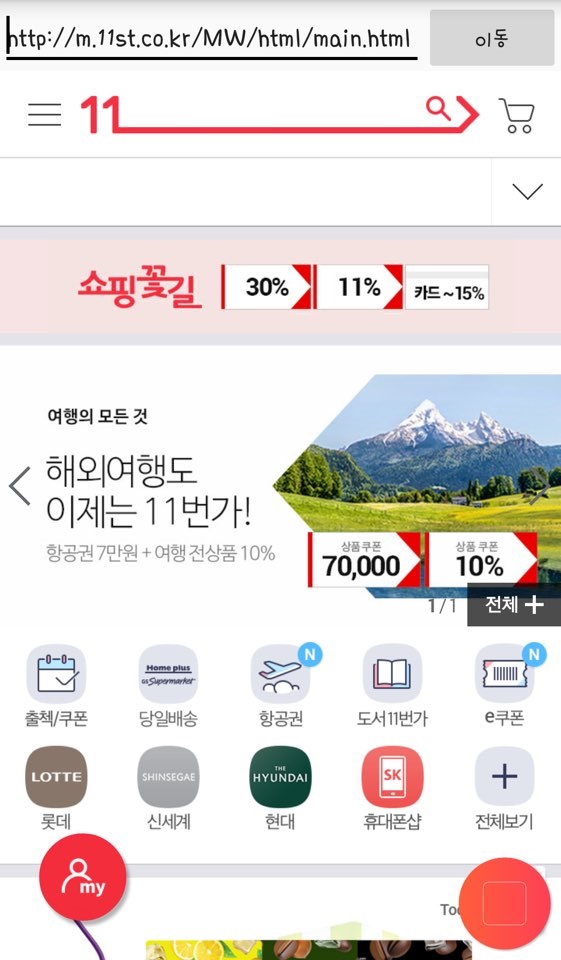 http://m.11st.co.kr/MW/html/main.html 이동
11
쇼핑꽃길 30% 11% 카드~15%
여행의 모든 것
해외여행도
이제는 11번가!
항공권 7만원 + 여행 전상품 10%
상품 쿠폰 상품 쿠폰
70,000 10%
1/1 전체 +
N N
Home plus
GS Supermarket
출첵/쿠폰 당일배송 항공권 도서11번가 e쿠폰
LOTTE SHINSEGAE THE HYUNDAI SK
롯데 신세계 현대 휴대폰샵 전체보기
my